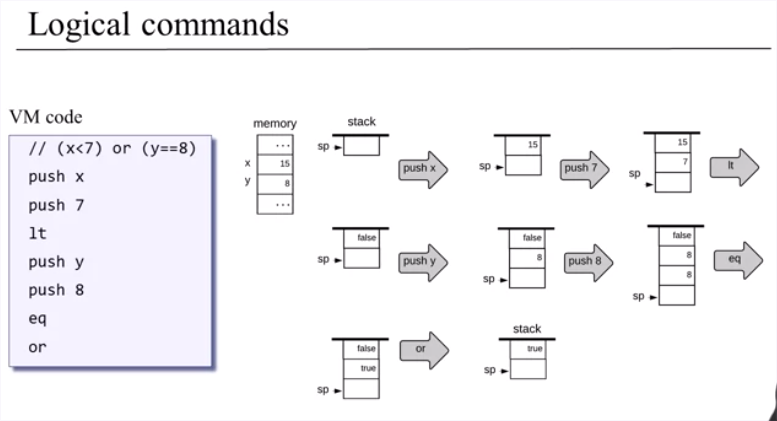 Logical commands
VM code
// (x<7) or (y==8)
push x
push 7
lt
push y
push 8
eq
or
memory
...
x 15
y 8
...
stack
sp
push x
15
sp
push 7
15
7
sp
lt
false
sp
push y
false
8
sp
push 8
false
8
8
sp
eq
false
true
sp
or
stack
true
sp